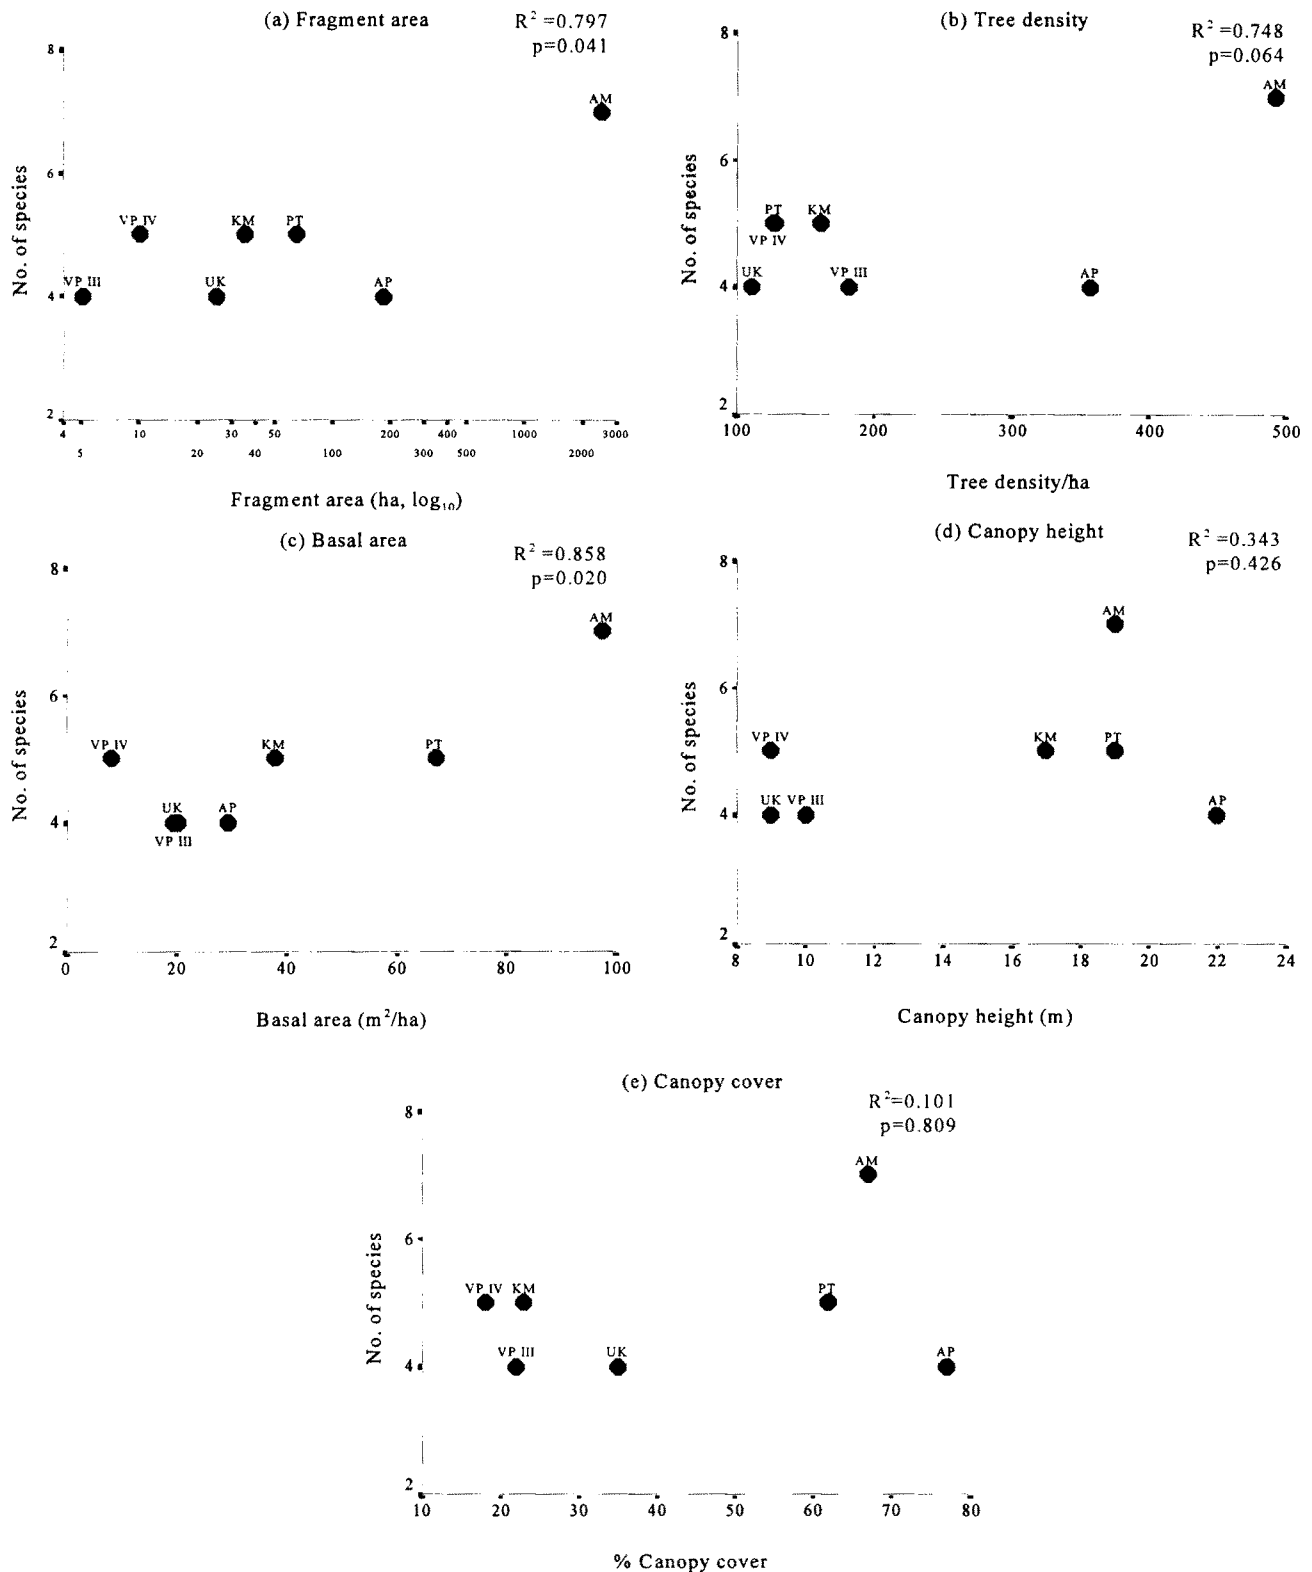 (a) Fragment area
R² =0.797
p=0.041
8
AM
No. of species
6
VP IV KM PT
VP III UK AP
4
2
4 10 30 50 200 400 1000 3000
5 20 40 100 300 500 2000
Fragment area (ha, log₁₀)
(b) Tree density
R² =0.748
p=0.064
8
AM
No. of species
6
PT KM
VP IV
UK VP III AP
4
2
100 200 300 400 500
Tree density/ha
(c) Basal area
R² =0.858
p=0.020
8
AM
No. of species
6
VP IV KM PT
UK AP
4
VP III
2
0 20 40 60 80 100
Basal area (m²/ha)
(d) Canopy height
R² =0.343
p=0.426
8
AM
No. of species
6
VP IV KM PT
UK VP III AP
4
2
8 10 12 14 16 18 20 22 24
Canopy height (m)
(e) Canopy cover
R²=0.101
p=0.809
8
AM
No. of species
6
VP IV KM PT
VP III UK AP
4
2
10 20 30 40 50 60 70 80
% Canopy cover